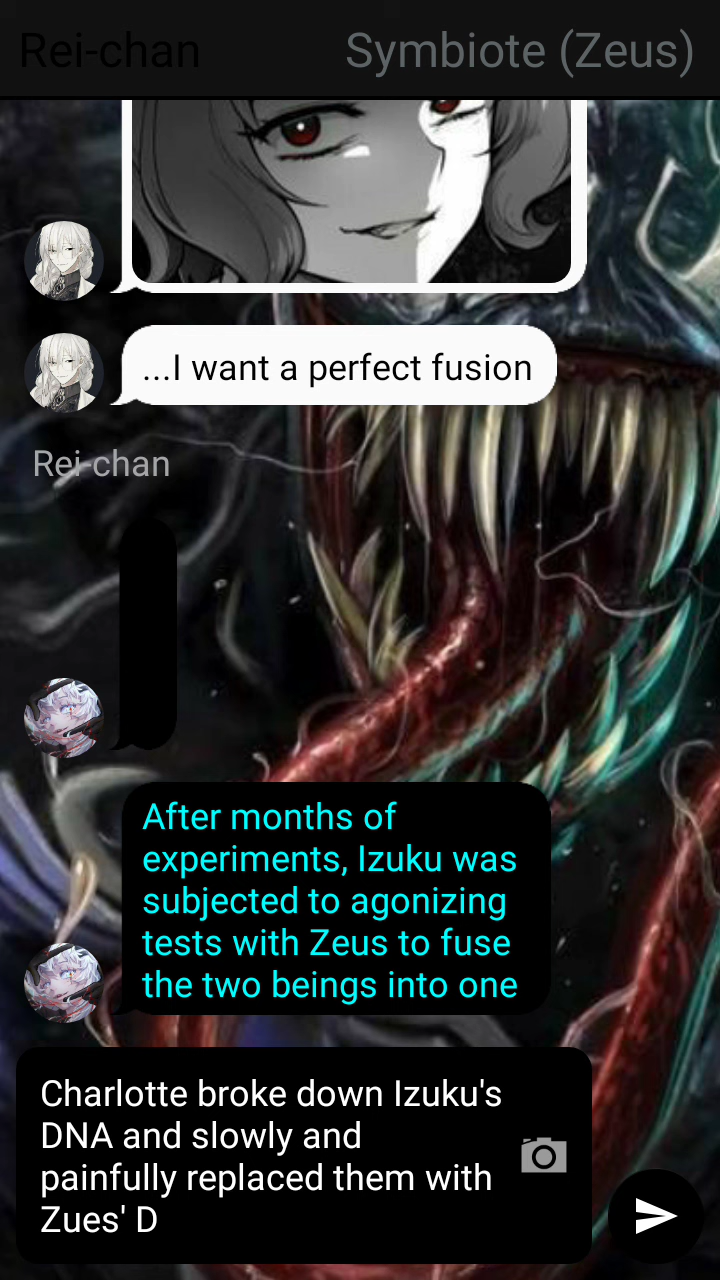 Rei-chan Symbiote (Zeus)
...I want a perfect fusion
Rei-chan
After months of
experiments, Izuku was
subjected to agonizing
tests with Zeus to fuse
the two beings into one
Charlotte broke down Izuku's
DNA and slowly and
painfully replaced them with
Zues' D